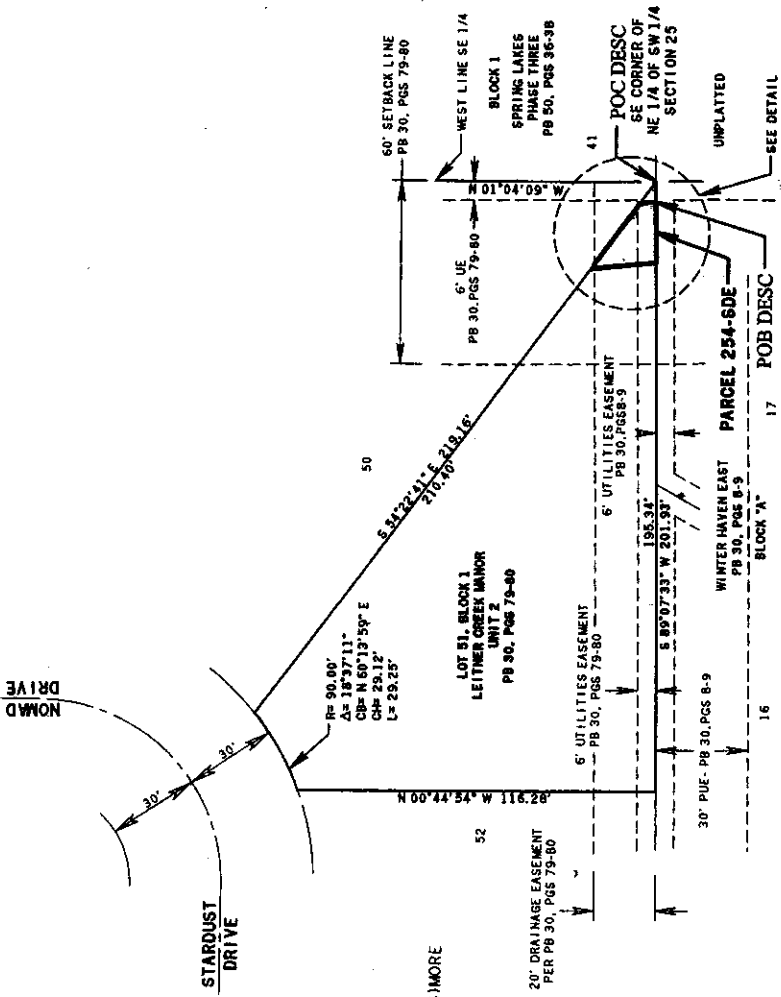 NOMAD
DRIVE
STARDUST
DRIVE
30'
30'
R= 90.00'
Δ= 18°37'11"
CB= N 60°13'59" E
CH= 29.12'
L= 29.25'
50
S 54°22'41" E 219.16'
210.40'
60' SETBACK LINE
PB 30, PGS 79-80
WEST LINE SE 1/4
BLOCK 1
SPRING LAKES
PHASE THREE
PB 50, PGS 36-38
N 01°04'09" W
6' UE
PB 30, PGS 79-80
41
POC DESC
SE CORNER OF
NE 1/4 OF SW 1/4
SECTION 25
UNPLATTED
SEE DETAIL
LOT 51, BLOCK 1
LEITNER CREEK MANOR
UNIT 2
PB 30, PGS 79-80
6' UTILITIES EASEMENT
PB 30, PGS 8-9
6' UTILITIES EASEMENT
PB 30, PGS 79-80
N 00°44'54" W 116.28'
52
195.34'
S 89°07'33" W 201.93'
PARCEL 254-SDE
POB DESC
WINTER HAVEN EAST
PB 30, PGS 8-9
BLOCK "A"
17
16
30' PUE- PB 30, PGS 8-9
20' DRAINAGE EASEMENT
PER PB 30, PGS 79-80
)MORE